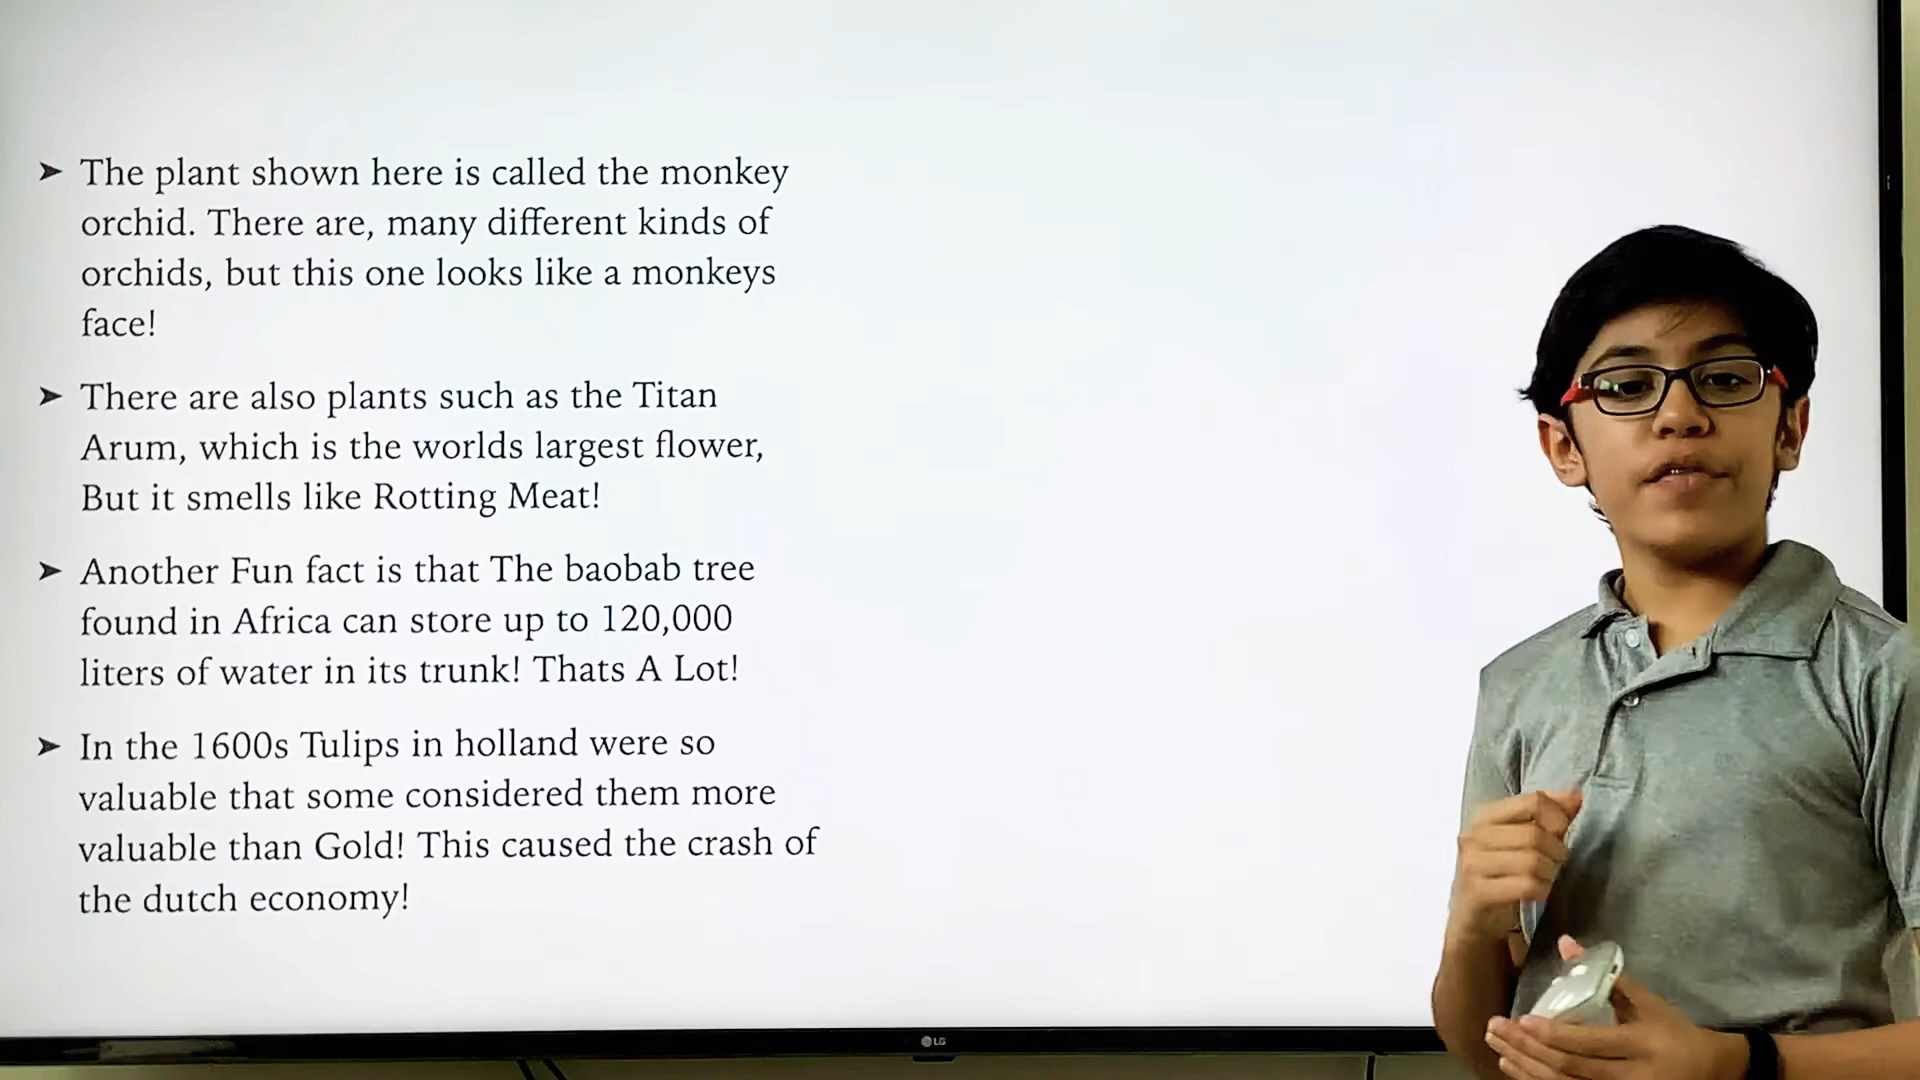 ➤ The plant shown here is called the monkey
orchid. There are, many different kinds of
orchids, but this one looks like a monkeys
face!
➤ There are also plants such as the Titan
Arum, which is the worlds largest flower,
But it smells like Rotting Meat!
➤ Another Fun fact is that The baobab tree
found in Africa can store up to 120,000
liters of water in its trunk! Thats A Lot!
➤ In the 1600s Tulips in holland were so
valuable that some considered them more
valuable than Gold! This caused the crash of
the dutch economy!
LG